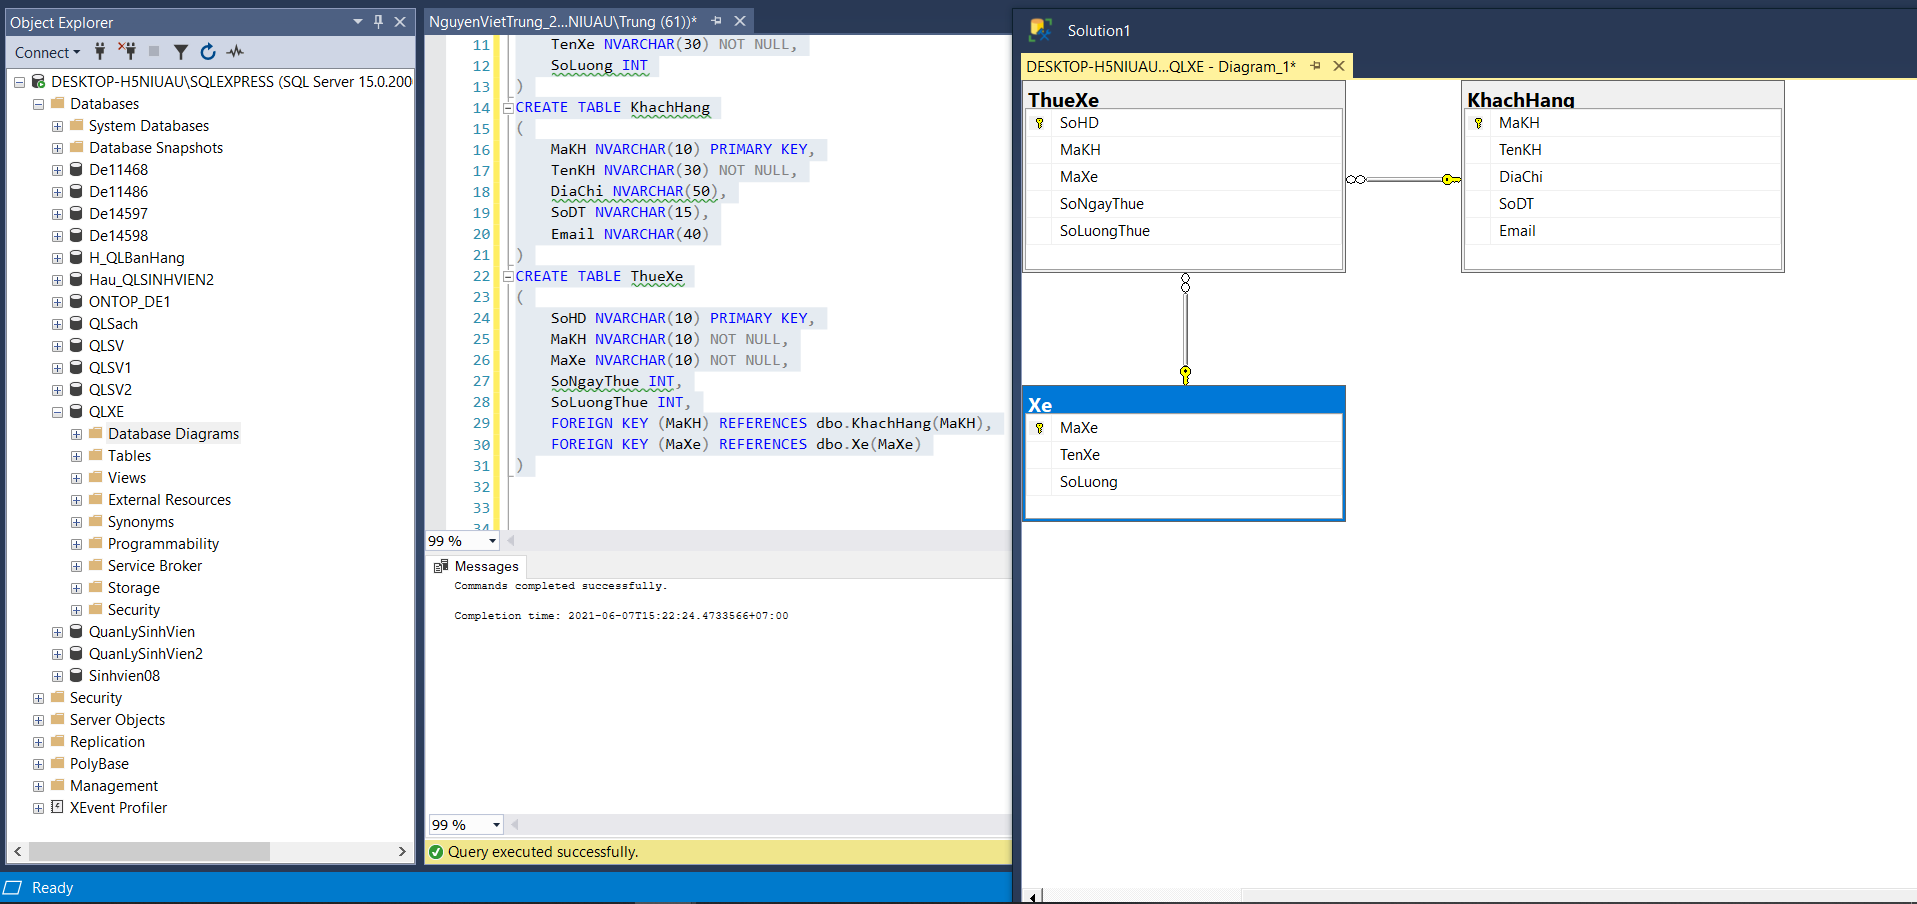 Object Explorer
Connect
DESKTOP-H5NIUAU\SQLEXPRESS (SQL Server 15.0.200
Databases
System Databases
Database Snapshots
De11468
De11486
De14597
De14598
H_QLBanHang
Hau_QLSINHVIEN2
ONTOP_DE1
QLSach
QLSV
QLSV1
QLSV2
QLXE
Database Diagrams
Tables
Views
External Resources
Synonyms
Programmability
Service Broker
Storage
Security
QuanLySinhVien
QuanLySinhVien2
Sinhvien08
Security
Server Objects
Replication
PolyBase
Management
XEvent Profiler
Ready
NguyenVietTrung_2...NIUAU\Trung (61))*
11 TenXe NVARCHAR(30) NOT NULL,
12 SoLuong INT
13 )
14 CREATE TABLE KhachHang
15 (
16 MaKH NVARCHAR(10) PRIMARY KEY,
17 TenKH NVARCHAR(30) NOT NULL,
18 DiaChi NVARCHAR(50),
19 SoDT NVARCHAR(15),
20 Email NVARCHAR(40)
21 )
22 CREATE TABLE ThueXe
23 (
24 SoHD NVARCHAR(10) PRIMARY KEY,
25 MaKH NVARCHAR(10) NOT NULL,
26 MaXe NVARCHAR(10) NOT NULL,
27 SoNgayThue INT,
28 SoLuongThue INT,
29 FOREIGN KEY (MaKH) REFERENCES dbo.KhachHang(MaKH),
30 FOREIGN KEY (MaXe) REFERENCES dbo.Xe(MaXe)
31 )
32
33
34
99 %
Messages
Commands completed successfully.
Completion time: 2021-06-07T15:22:24.4733566+07:00
99 %
Query executed successfully.
Solution1
DESKTOP-H5NIUAU...QLXE - Diagram_1*
ThueXe
SoHD
MaKH
MaXe
SoNgayThue
SoLuongThue
KhachHang
MaKH
TenKH
DiaChi
SoDT
Email
Xe
MaXe
TenXe
SoLuong